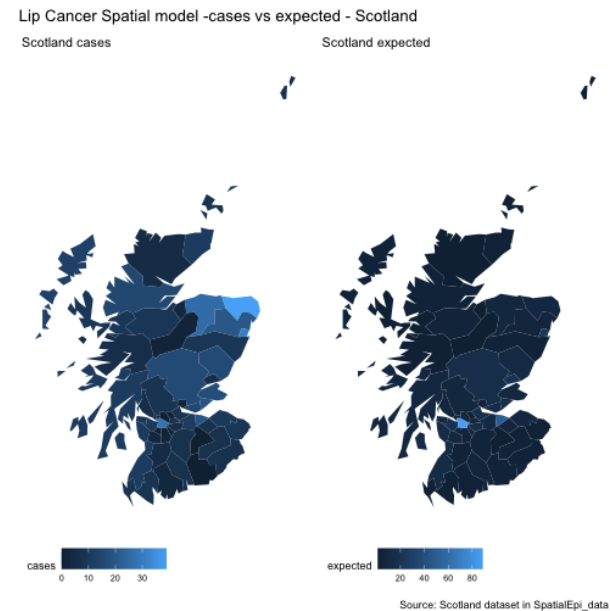 Lip Cancer Spatial model -cases vs expected - Scotland
Scotland cases
Scotland expected
cases
0 10 20 30
expected
20 40 60 80
Source: Scotland dataset in SpatialEpi_data